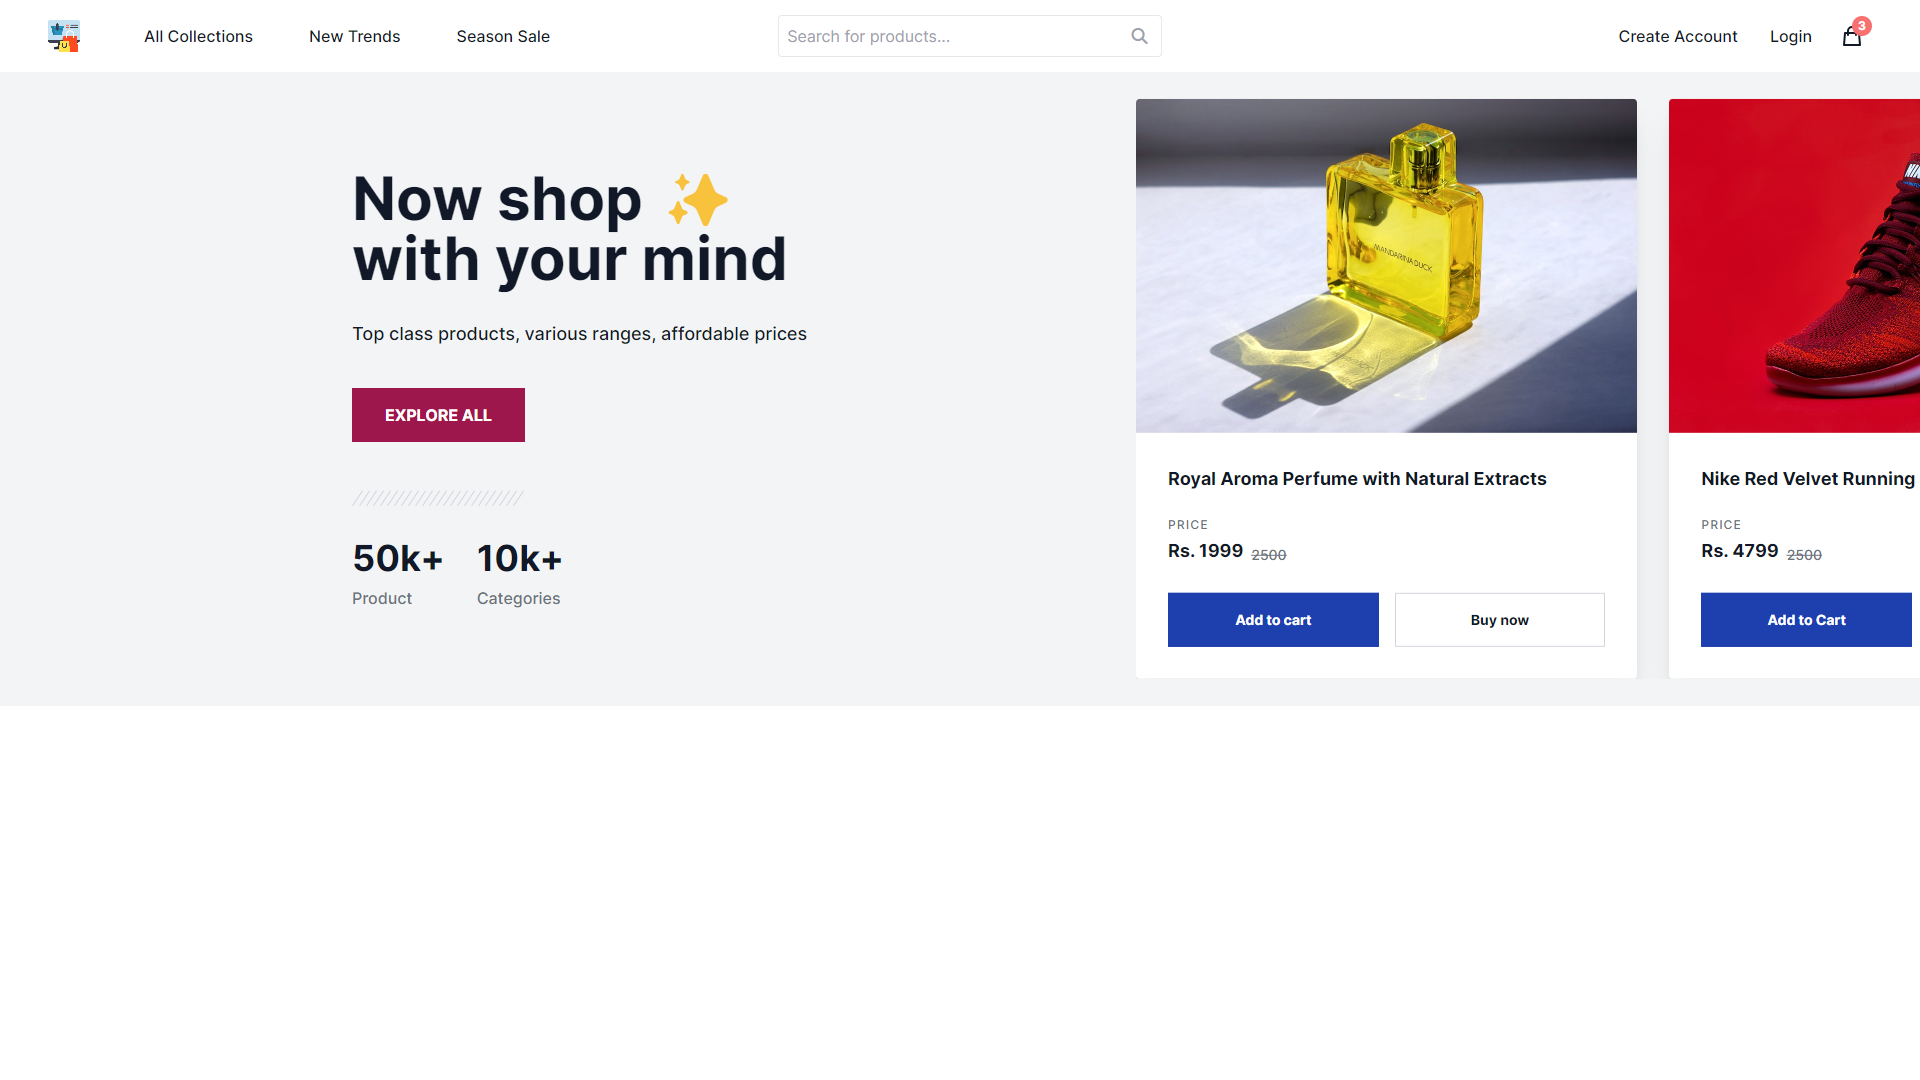 All Collections
New Trends
Season Sale
Search for products...
Create Account
Login
3
Now shop ✨
with your mind
Top class products, various ranges, affordable prices
EXPLORE ALL
50k+
Product
10k+
Categories
MANDARINA DUCK
Royal Aroma Perfume with Natural Extracts
PRICE
Rs. 1999 2500
Add to cart
Buy now
Nike Red Velvet Running
PRICE
Rs. 4799 2500
Add to Cart